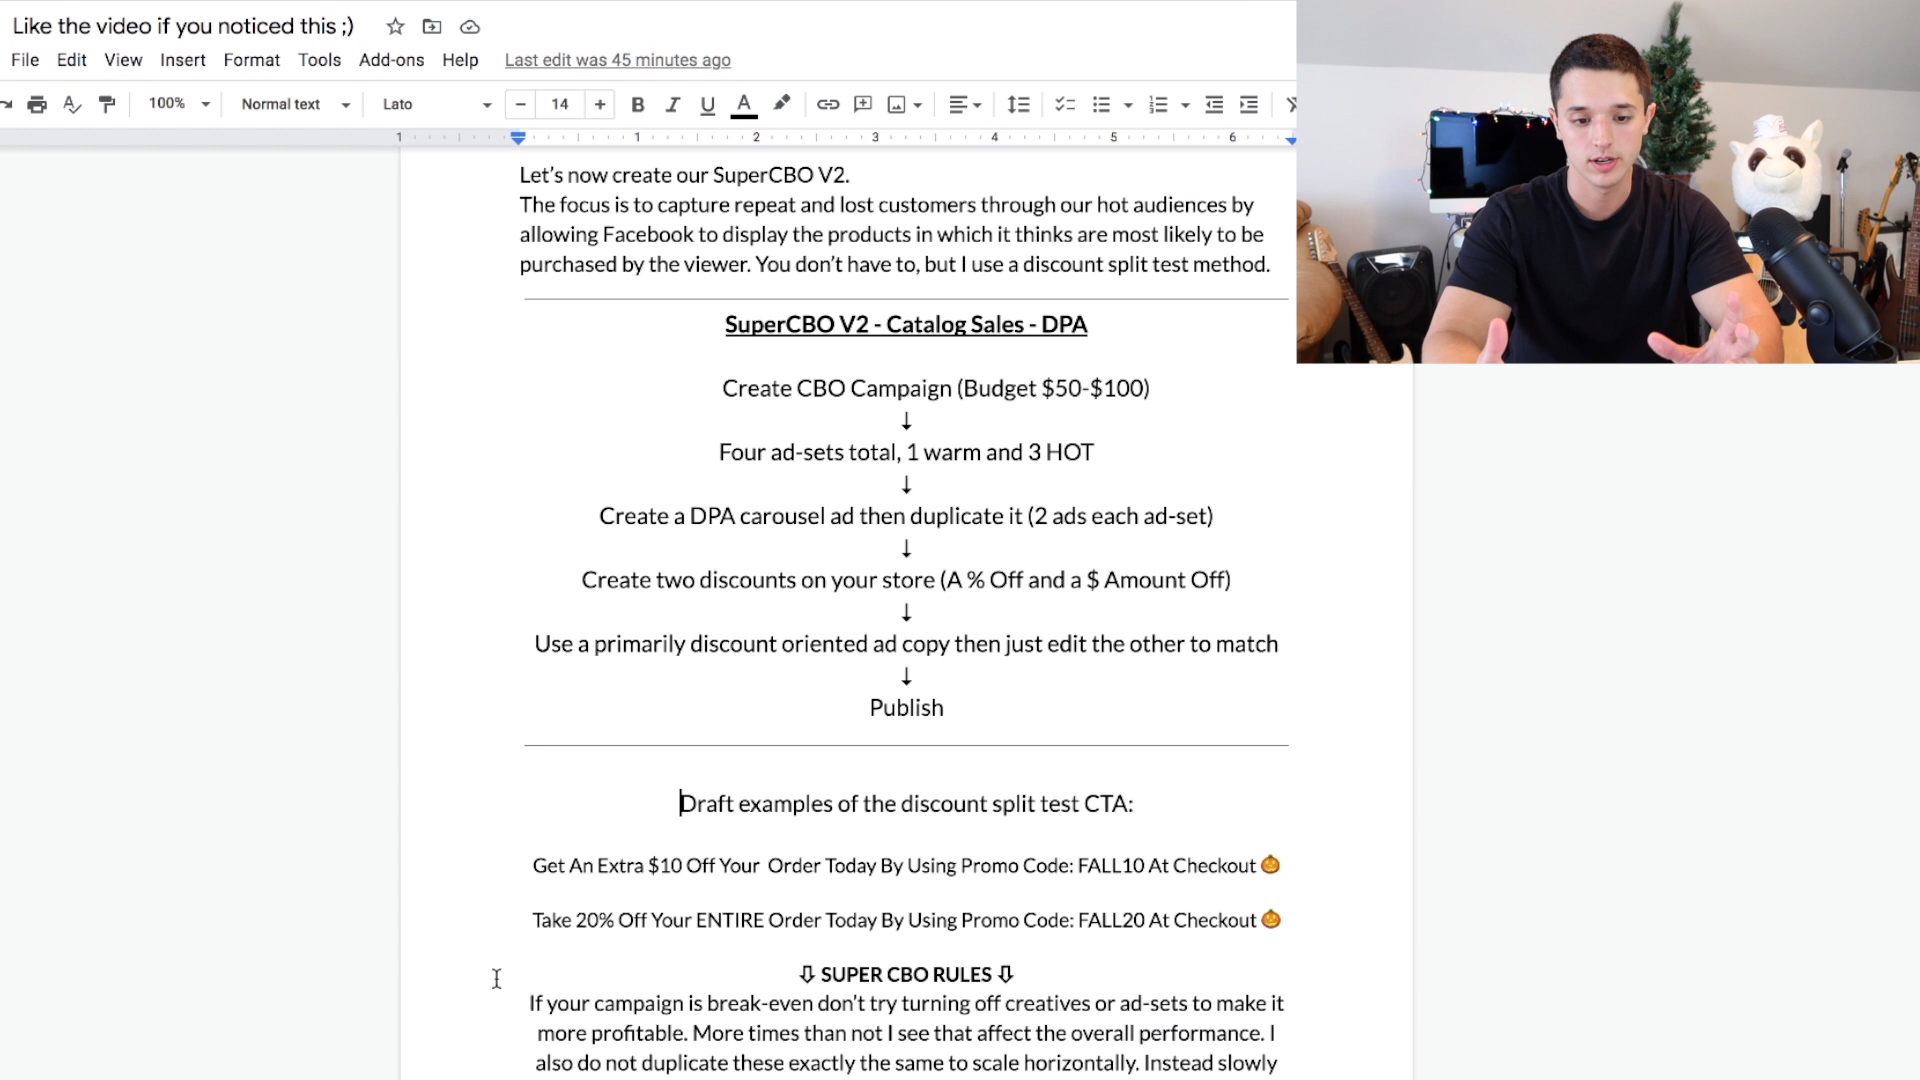 Like the video if you noticed this ;)
File Edit View Insert Format Tools Add-ons Help Last edit was 45 minutes ago
100% Normal text Lato 14 B I U A
1 1 2 3 4 5 6
Let's now create our SuperCBO V2.
The focus is to capture repeat and lost customers through our hot audiences by
allowing Facebook to display the products in which it thinks are most likely to be
purchased by the viewer. You don't have to, but I use a discount split test method.
SuperCBO V2 - Catalog Sales - DPA
Create CBO Campaign (Budget $50-$100)
↓
Four ad-sets total, 1 warm and 3 HOT
↓
Create a DPA carousel ad then duplicate it (2 ads each ad-set)
↓
Create two discounts on your store (A % Off and a $ Amount Off)
↓
Use a primarily discount oriented ad copy then just edit the other to match
↓
Publish
Draft examples of the discount split test CTA:
Get An Extra $10 Off Your  Order Today By Using Promo Code: FALL10 At Checkout 🎃
Take 20% Off Your ENTIRE Order Today By Using Promo Code: FALL20 At Checkout 🎃
⇩ SUPER CBO RULES ⇩
If your campaign is break-even don't try turning off creatives or ad-sets to make it
more profitable. More times than not I see that affect the overall performance. I
also do not duplicate these exactly the same to scale horizontally. Instead slowly